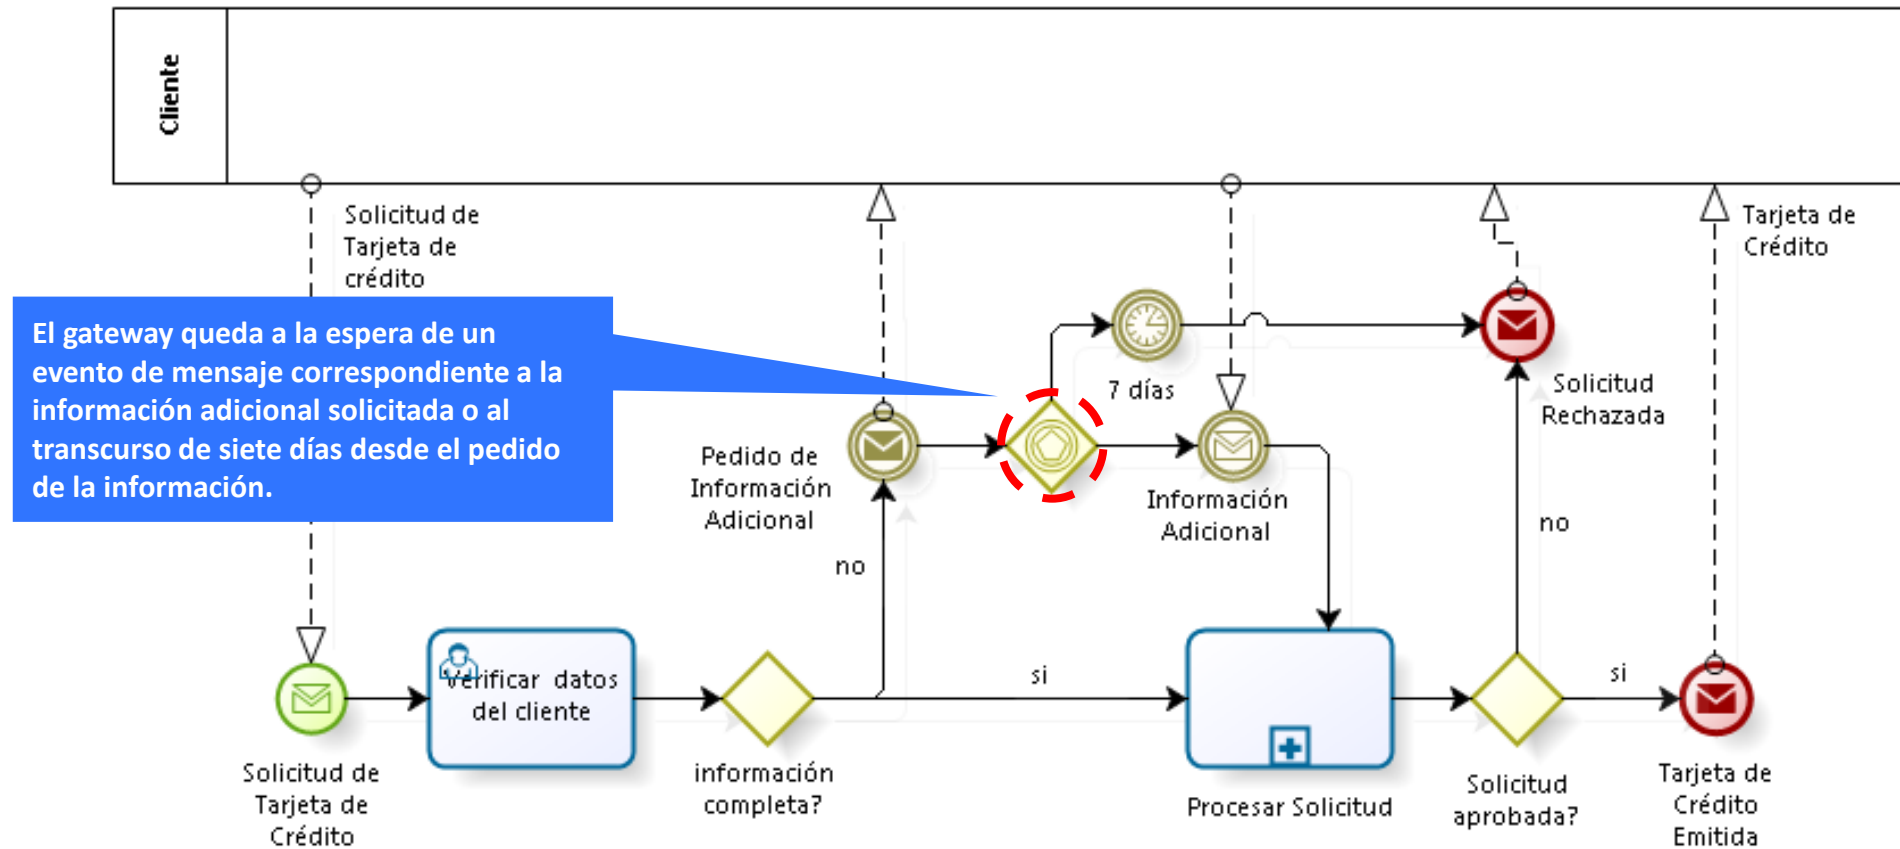 Cliente
Solicitud de
Tarjeta de
crédito
Tarjeta de
Crédito
El gateway queda a la espera de un
evento de mensaje correspondiente a la
información adicional solicitada o al
transcurso de siete días desde el pedido
de la información.
7 días
Solicitud
Rechazada
Pedido de
Información
Adicional
Información
Adicional
no
no
Verificar datos
del cliente
si
si
Solicitud de
Tarjeta de
Crédito
información
completa?
Procesar Solicitud
Solicitud
aprobada?
Tarjeta de
Crédito
Emitida